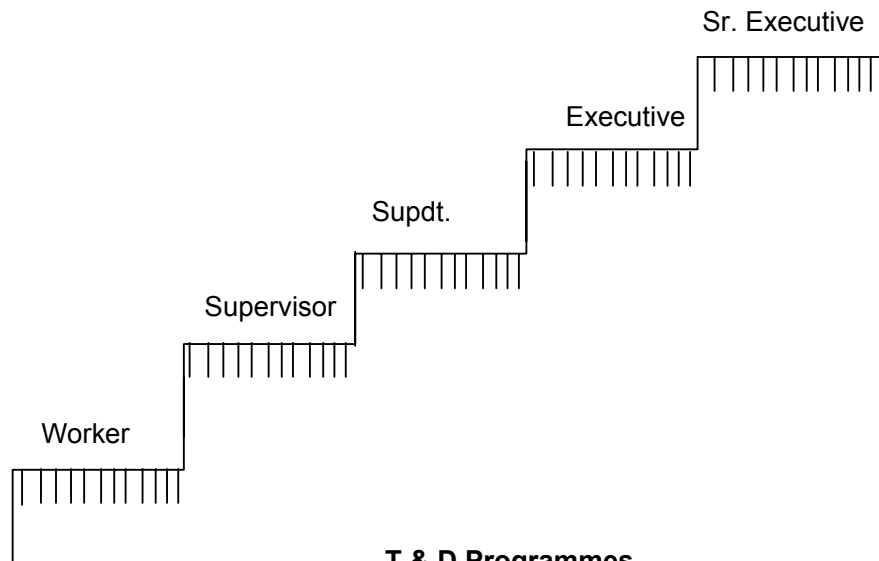 Sr. Executive
Executive
Supdt.
Supervisor
Worker
T & D Programmes